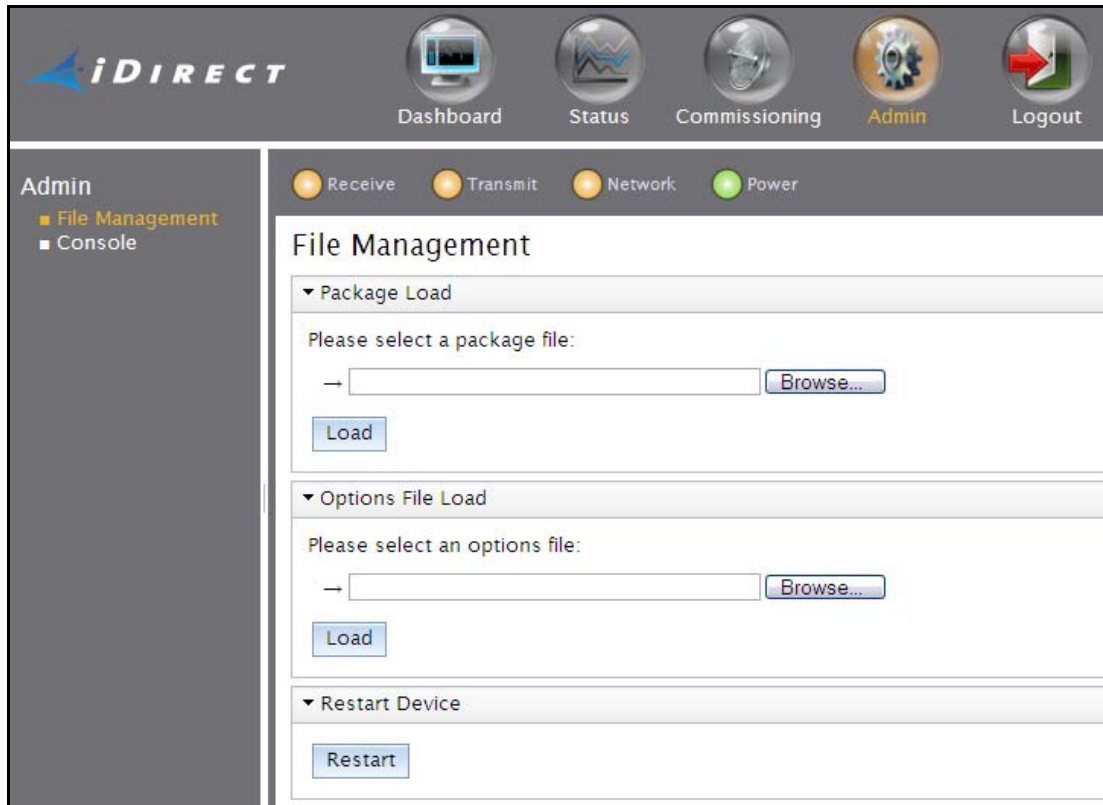 iDIRECT
Dashboard Status Commissioning Admin Logout
Admin
File Management
Console
Receive Transmit Network Power
File Management
Package Load
Please select a package file:
→ Browse...
Load
Options File Load
Please select an options file:
→ Browse...
Load
Restart Device
Restart